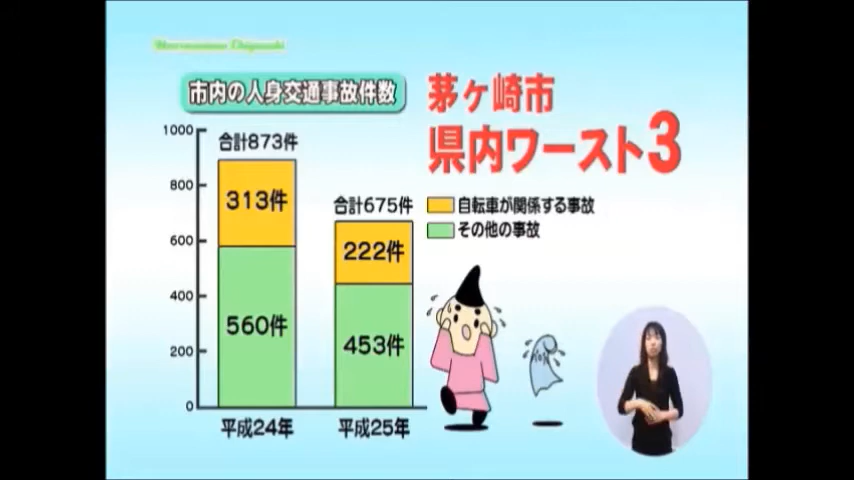 市内の人身交通事故件数
茅ヶ崎市
県内ワースト3
1000
800
600
400
200
0
合計873件
313件
560件
平成24年
合計675件
222件
453件
平成25年
自転車が関係する事故
その他の事故